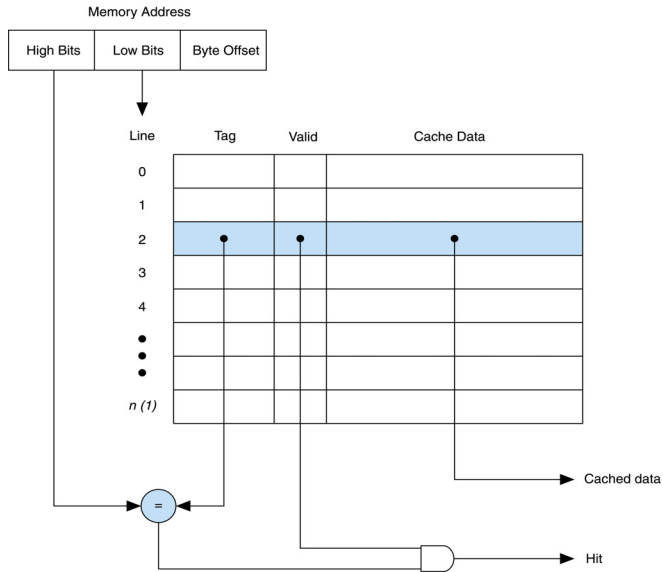 Memory Address
High Bits Low Bits Byte Offset
Line Tag Valid Cache Data
0
1
2
3
4
n (1)
Cached data
=
Hit